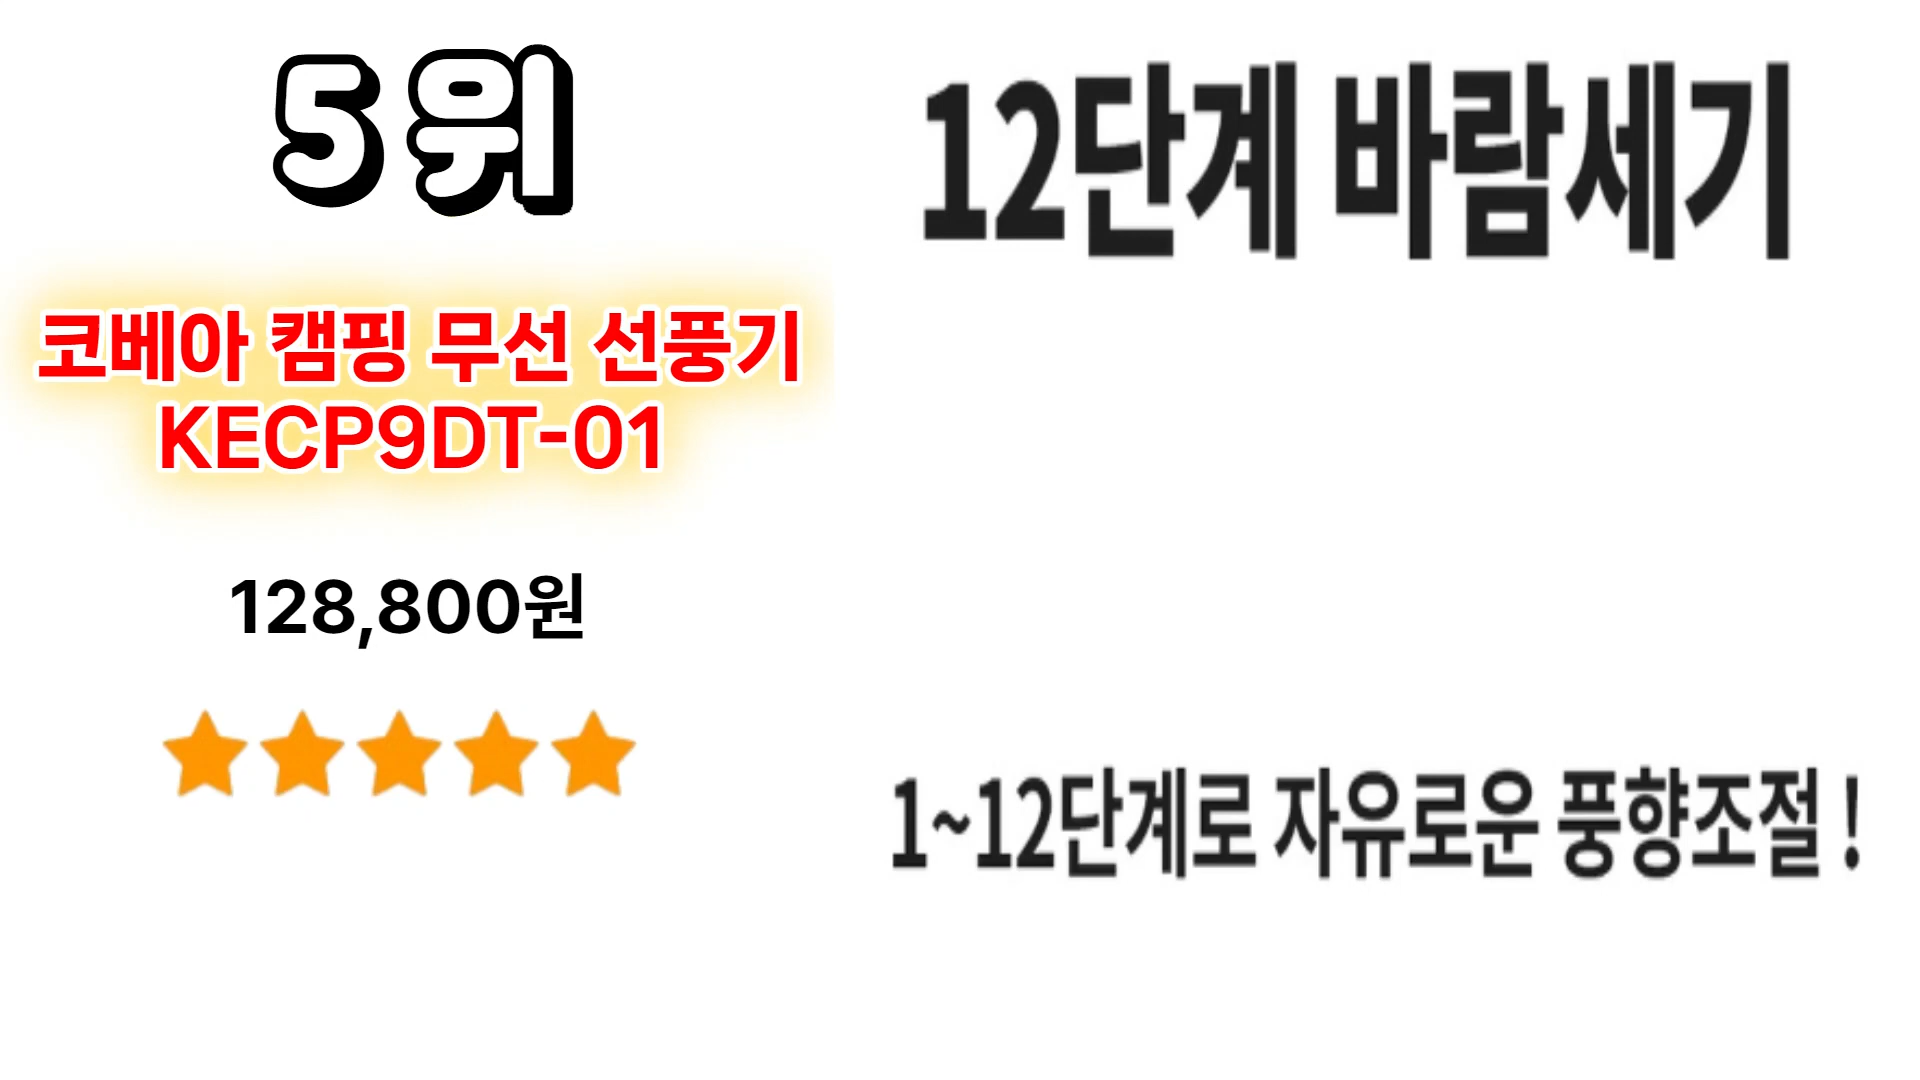 5위
코베아 캠핑 무선 선풍기
KECP9DT-01
128,800원
12단계 바람세기
1~12단계로 자유로운 풍향조절 !